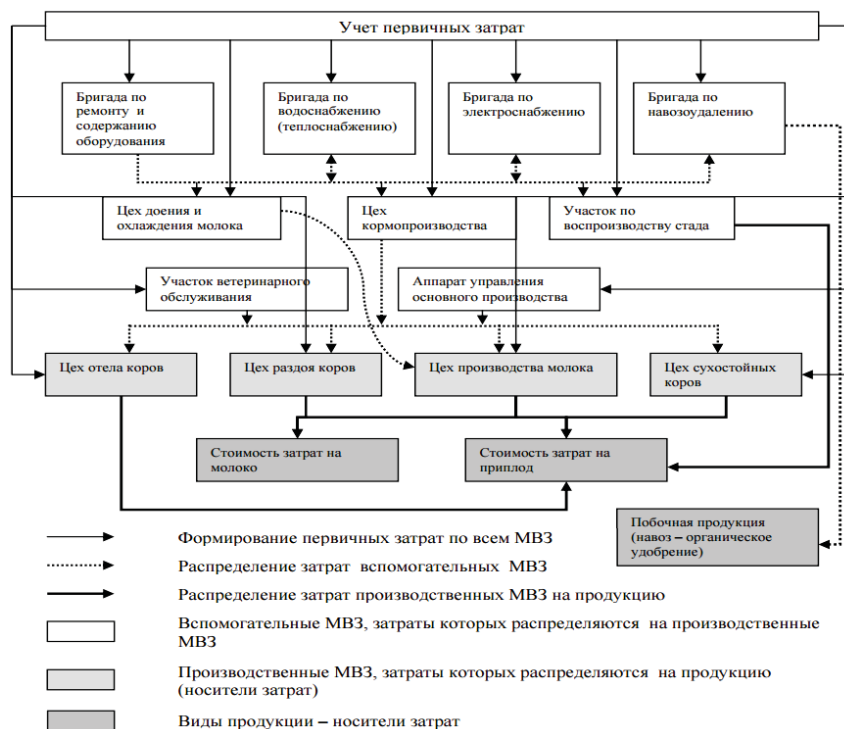 Учет первичных затрат
Бригада по
ремонту и
содержанию
оборудования
Бригада по
водоснабжению
(теплоснабжению)
Бригада по
электроснабжению
Бригада по
навозоудалению
Цех доения и
охлаждения молока
Цех
кормопроизводства
Участок по
воспроизводству стада
Участок ветеринарного
обслуживания
Аппарат управления
основного производства
Цех отела коров
Цех раздоя коров
Цех производства молока
Цех сухостойных
коров
Стоимость затрат на
молоко
Стоимость затрат на
приплод
Побочная продукция
(навоз – органическое
удобрение)
Формирование первичных затрат по всем МВЗ
Распределение затрат вспомогательных МВЗ
Распределение затрат производственных МВЗ на продукцию
Вспомогательные МВЗ, затраты которых распределяются на производственные
МВЗ
Производственные МВЗ, затраты которых распределяются на продукцию
(носители затрат)
Виды продукции – носители затрат